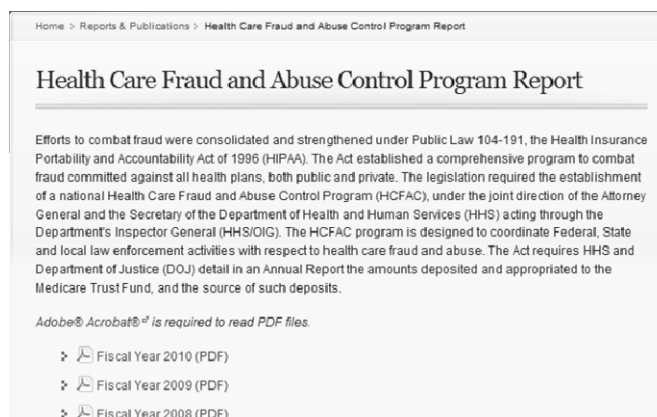 Home > Reports & Publications > Health Care Fraud and Abuse Control Program Report
Health Care Fraud and Abuse Control Program Report
Efforts to combat fraud were consolidated and strengthened under Public Law 104-191, the Health Insurance
Portability and Accountability Act of 1996 (HIPAA). The Act established a comprehensive program to combat
fraud committed against all health plans, both public and private. The legislation required the establishment
of a national Health Care Fraud and Abuse Control Program (HCFAC), under the joint direction of the Attorney
General and the Secretary of the Department of Health and Human Services (HHS) acting through the
Department's Inspector General (HHS/OIG). The HCFAC program is designed to coordinate Federal, State
and local law enforcement activities with respect to health care fraud and abuse. The Act requires HHS and
Department of Justice (DOJ) detail in an Annual Report the amounts deposited and appropriated to the
Medicare Trust Fund, and the source of such deposits.
Adobe® Acrobat® is required to read PDF files.
Fiscal Year 2010 (PDF)
Fiscal Year 2009 (PDF)
Fiscal Year 2008 (PDF)